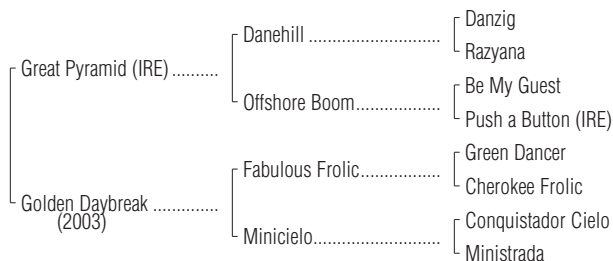 Danzig
Danehill ..............................
Razyana
Great Pyramid (IRE) ..........
Be My Guest
Offshore Boom...................
Push a Button (IRE)
Green Dancer
Fabulous Frolic..................
Cherokee Frolic
Golden Daybreak ..............
(2003)
Conquistador Cielo
Minicielo............................
Ministrada